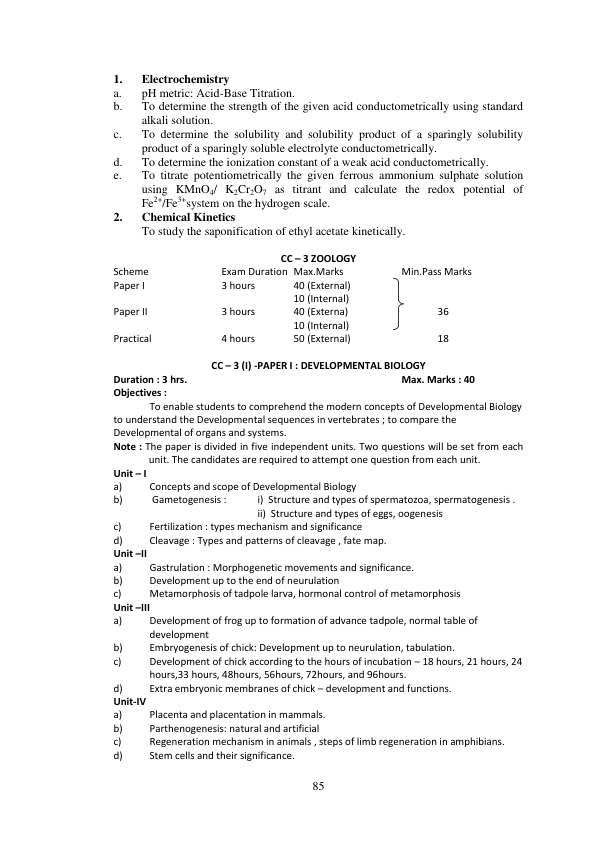 1. Electrochemistry
a. pH metric: Acid-Base Titration.
b. To determine the strength of the given acid conductometrically using standard
alkali solution.
c. To determine the solubility and solubility product of a sparingly solubility
product of a sparingly soluble electrolyte conductometrically.
d. To determine the ionization constant of a weak acid conductometrically.
e. To titrate potentiometrically the given ferrous ammonium sulphate solution
using KMnO4/ K2Cr2O7 as titrant and calculate the redox potential of
Fe2+/Fe3+system on the hydrogen scale.
2. Chemical Kinetics
To study the saponification of ethyl acetate kinetically.
CC – 3 ZOOLOGY
Scheme Exam Duration Max.Marks Min.Pass Marks
Paper I 3 hours 40 (External)
10 (Internal)
Paper II 3 hours 40 (Externa) 36
10 (Internal)
Practical 4 hours 50 (External) 18
CC – 3 (I) -PAPER I : DEVELOPMENTAL BIOLOGY
Duration : 3 hrs. Max. Marks : 40
Objectives :
To enable students to comprehend the modern concepts of Developmental Biology
to understand the Developmental sequences in vertebrates ; to compare the
Developmental of organs and systems.
Note : The paper is divided in five independent units. Two questions will be set from each
unit. The candidates are required to attempt one question from each unit.
Unit – I
a) Concepts and scope of Developmental Biology
b) Gametogenesis : i) Structure and types of spermatozoa, spermatogenesis .
ii) Structure and types of eggs, oogenesis
c) Fertilization : types mechanism and significance
d) Cleavage : Types and patterns of cleavage , fate map.
Unit –II
a) Gastrulation : Morphogenetic movements and significance.
b) Development up to the end of neurulation
c) Metamorphosis of tadpole larva, hormonal control of metamorphosis
Unit –III
a) Development of frog up to formation of advance tadpole, normal table of
development
b) Embryogenesis of chick: Development up to neurulation, tabulation.
c) Development of chick according to the hours of incubation – 18 hours, 21 hours, 24
hours,33 hours, 48hours, 56hours, 72hours, and 96hours.
d) Extra embryonic membranes of chick – development and functions.
Unit-IV
a) Placenta and placentation in mammals.
b) Parthenogenesis: natural and artificial
c) Regeneration mechanism in animals , steps of limb regeneration in amphibians.
d) Stem cells and their significance.
85